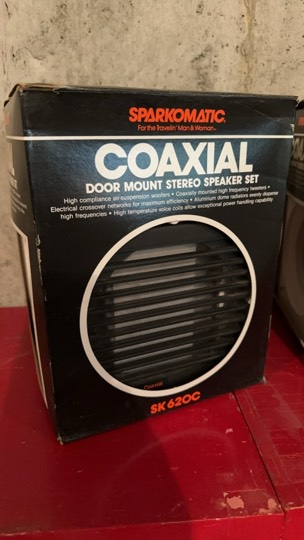 SPARKOMATIC
For the Travelin' Man & Woman
COAXIAL
DOOR MOUNT STEREO SPEAKER SET
High compliance air-suspension woofers • Coaxially mounted high frequency tweeters •
Electrical crossover networks for maximum efficiency • Aluminum dome radiators evenly disperse
high frequencies • High temperature voice coils allow exceptional power handling capability
Coaxial
SK 620C